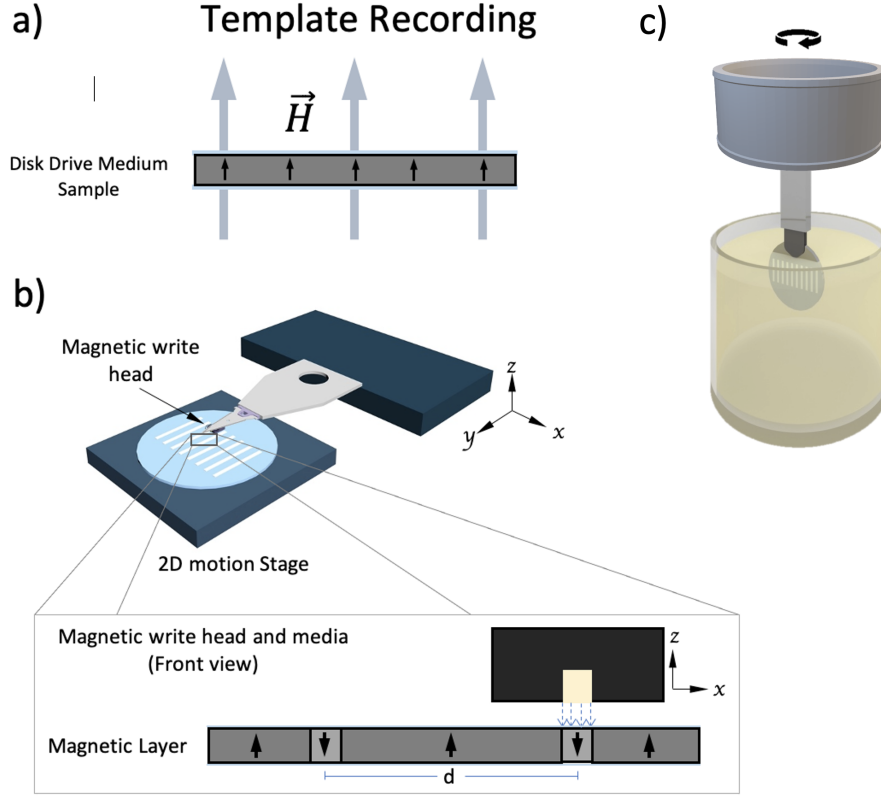 a)
Template Recording
c)
H
Disk Drive Medium
Sample
b)
Magnetic write
head
z
y
x
2D motion Stage
Magnetic write head and media
(Front view)
z
x
Magnetic Layer
d